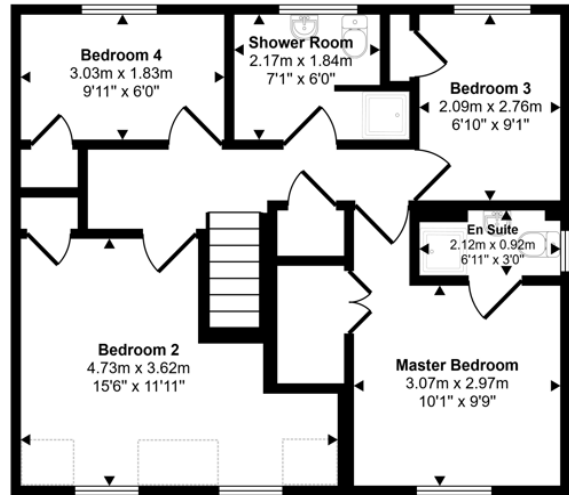 Bedroom 4
3.03m x 1.83m
9'11" x 6'0"
Shower Room
2.17m x 1.84m
7'1" x 6'0"
Bedroom 3
2.09m x 2.76m
6'10" x 9'1"
En Suite
2.12m x 0.92m
6'11" x 3'0"
Bedroom 2
4.73m x 3.62m
15'6" x 11'11"
Master Bedroom
3.07m x 2.97m
10'1" x 9'9"